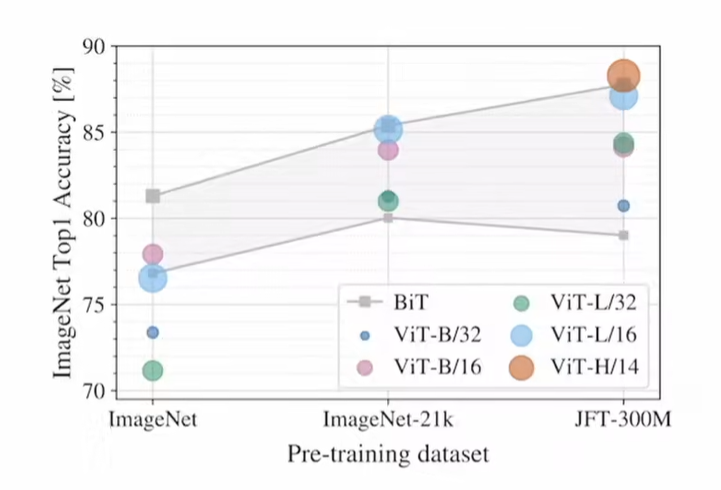 90
85
80
75
70
ImageNet Top1 Accuracy [%]
BiT
ViT-B/32
ViT-B/16
ViT-L/32
ViT-L/16
ViT-H/14
ImageNet
ImageNet-21k
JFT-300M
Pre-training dataset